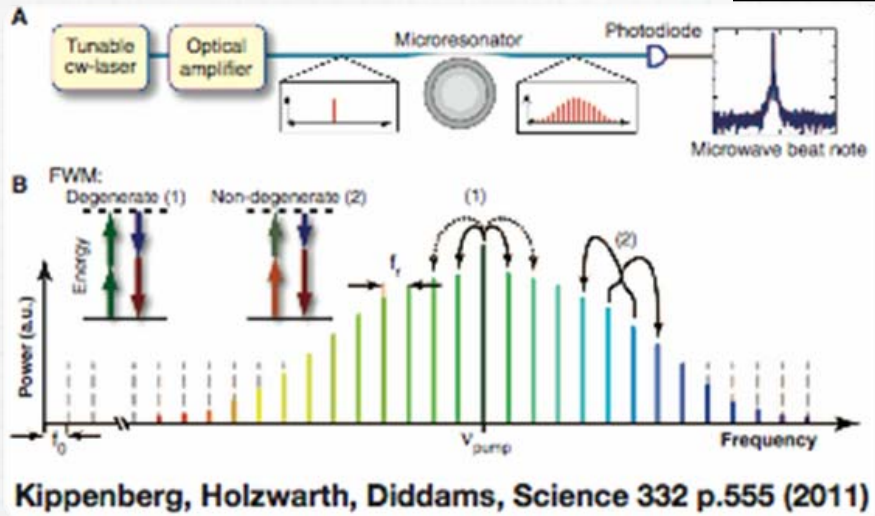 A
Tunable
cw-laser
Optical
amplifier
Microresonator
Photodiode
Microwave beat note
B
FWM:
Degenerate (1)
Non-degenerate (2)
(1)
(2)
Energy
fr
Power (a.u.)
f0
νpump
Frequency
Kippenberg, Holzwarth, Diddams, Science 332 p.555 (2011)